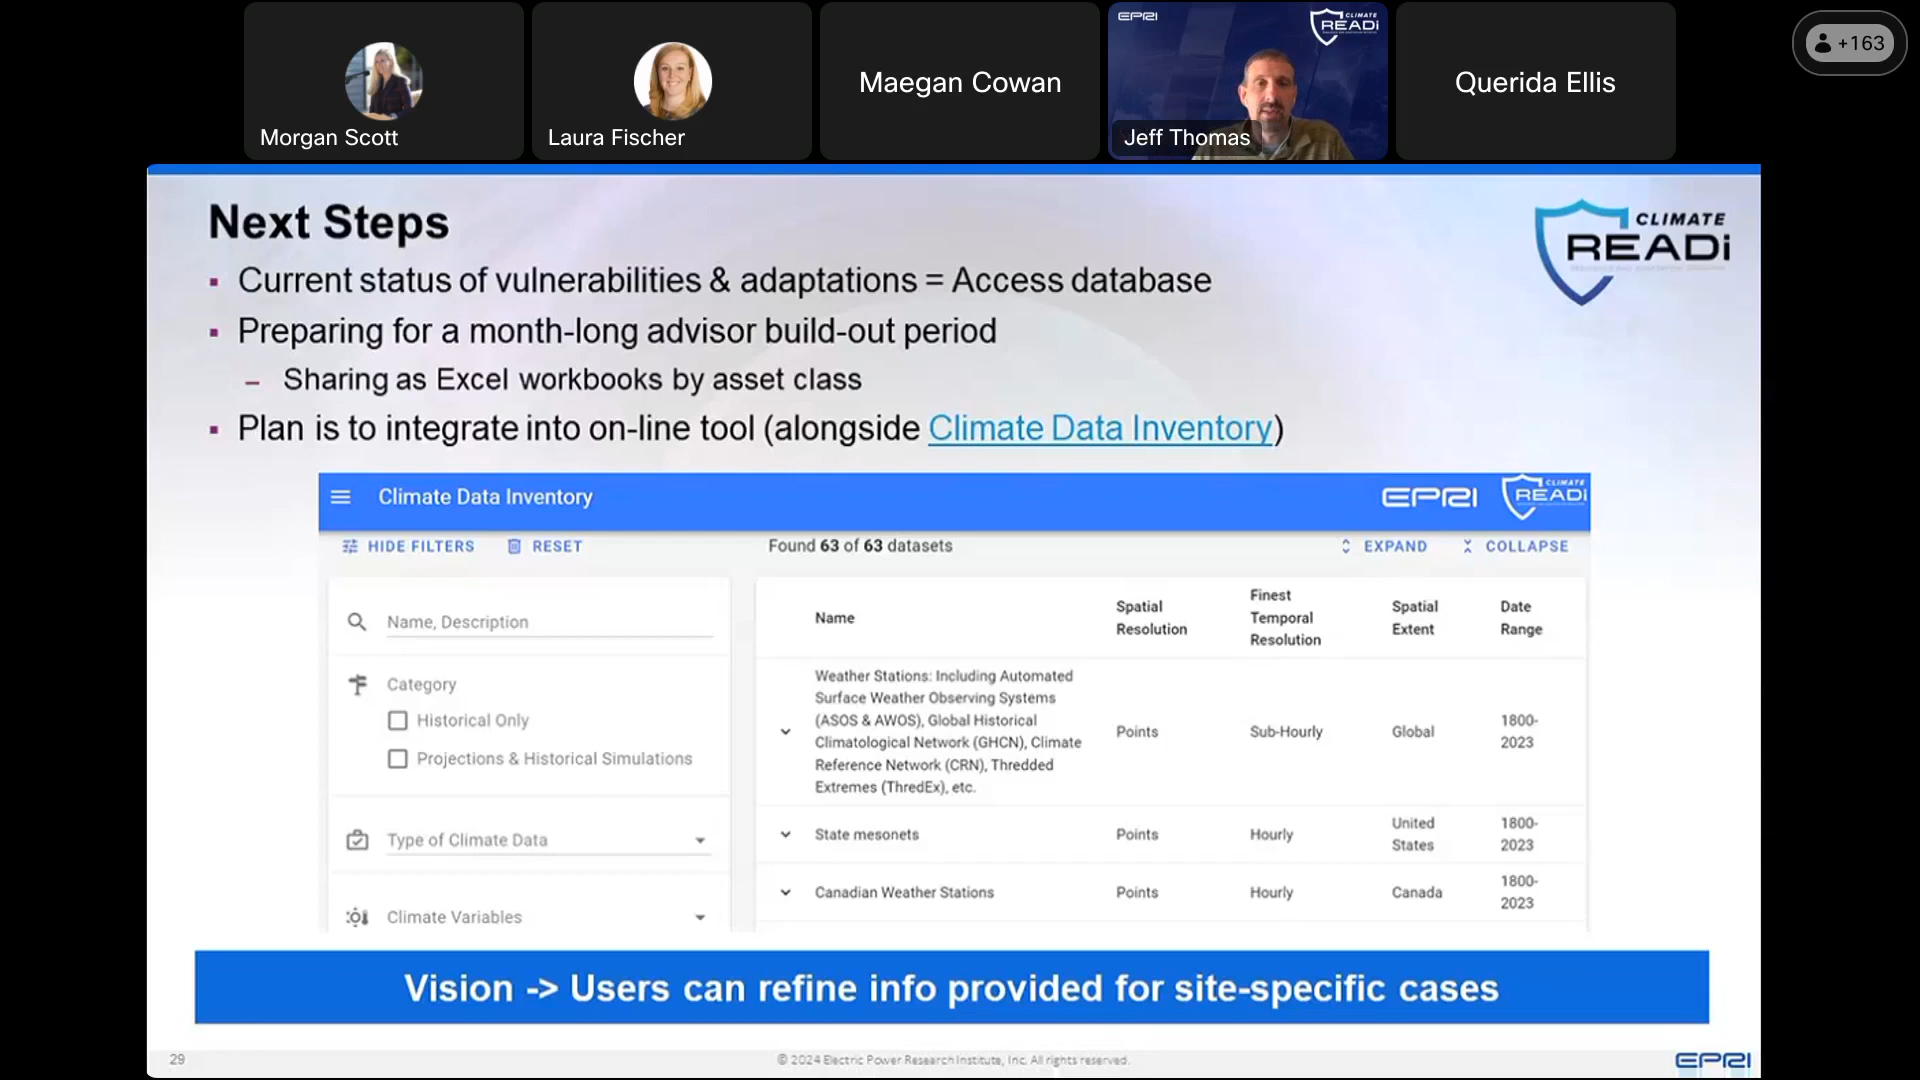 EPRI
CLIMATE
READi
+163
Maegan Cowan
Querida Ellis
Morgan Scott
Laura Fischer
Jeff Thomas
Next Steps
CLIMATE
READi
Current status of vulnerabilities & adaptations = Access database
Preparing for a month-long advisor build-out period
– Sharing as Excel workbooks by asset class
Plan is to integrate into on-line tool (alongside Climate Data Inventory)
Climate Data Inventory
EPRI
CLIMATE
READi
HIDE FILTERS
RESET
Found 63 of 63 datasets
EXPAND
COLLAPSE
Name, Description
Category
Historical Only
Projections & Historical Simulations
Type of Climate Data
Climate Variables
Name
Spatial
Resolution
Finest
Temporal
Resolution
Spatial
Extent
Date
Range
Weather Stations: Including Automated
Surface Weather Observing Systems
(ASOS & AWOS), Global Historical
Climatological Network (GHCN), Climate
Reference Network (CRN), Thredded
Extremes (ThredEx), etc.
Points
Sub-Hourly
Global
1800-
2023
State mesonets
Points
Hourly
United
States
1800-
2023
Canadian Weather Stations
Points
Hourly
Canada
1800-
2023
Vision -> Users can refine info provided for site-specific cases
29
© 2024 Electric Power Research Institute, Inc. All rights reserved.
EPRI